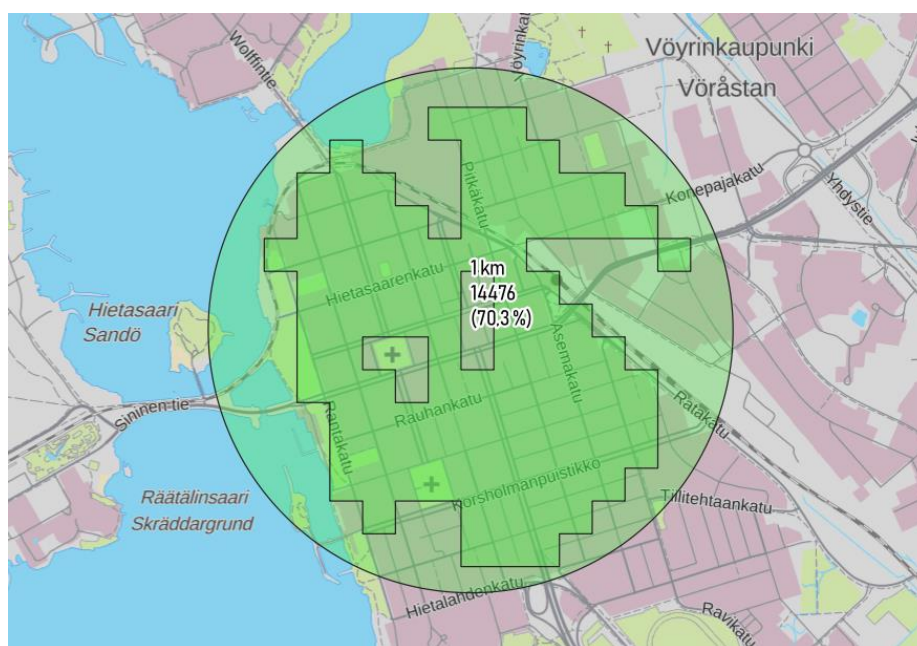 Wolffintie
Vöyrinkatu
Vöyrinkaupunki
Vöråstan
Pitkäkatu
Konepajakatu
Yhdystie
Hietasaarenkatu
1 km
14476
(70,3 %)
Hietasaari
Sandö
Asemakatu
Sininen tie
Rantakatu
Rauhankatu
Ratakatu
Räätälinsaari
Skräddargrund
Korsholmanpuistikko
Tiilitehtaankatu
Hietalahdenkatu
Ravikatu